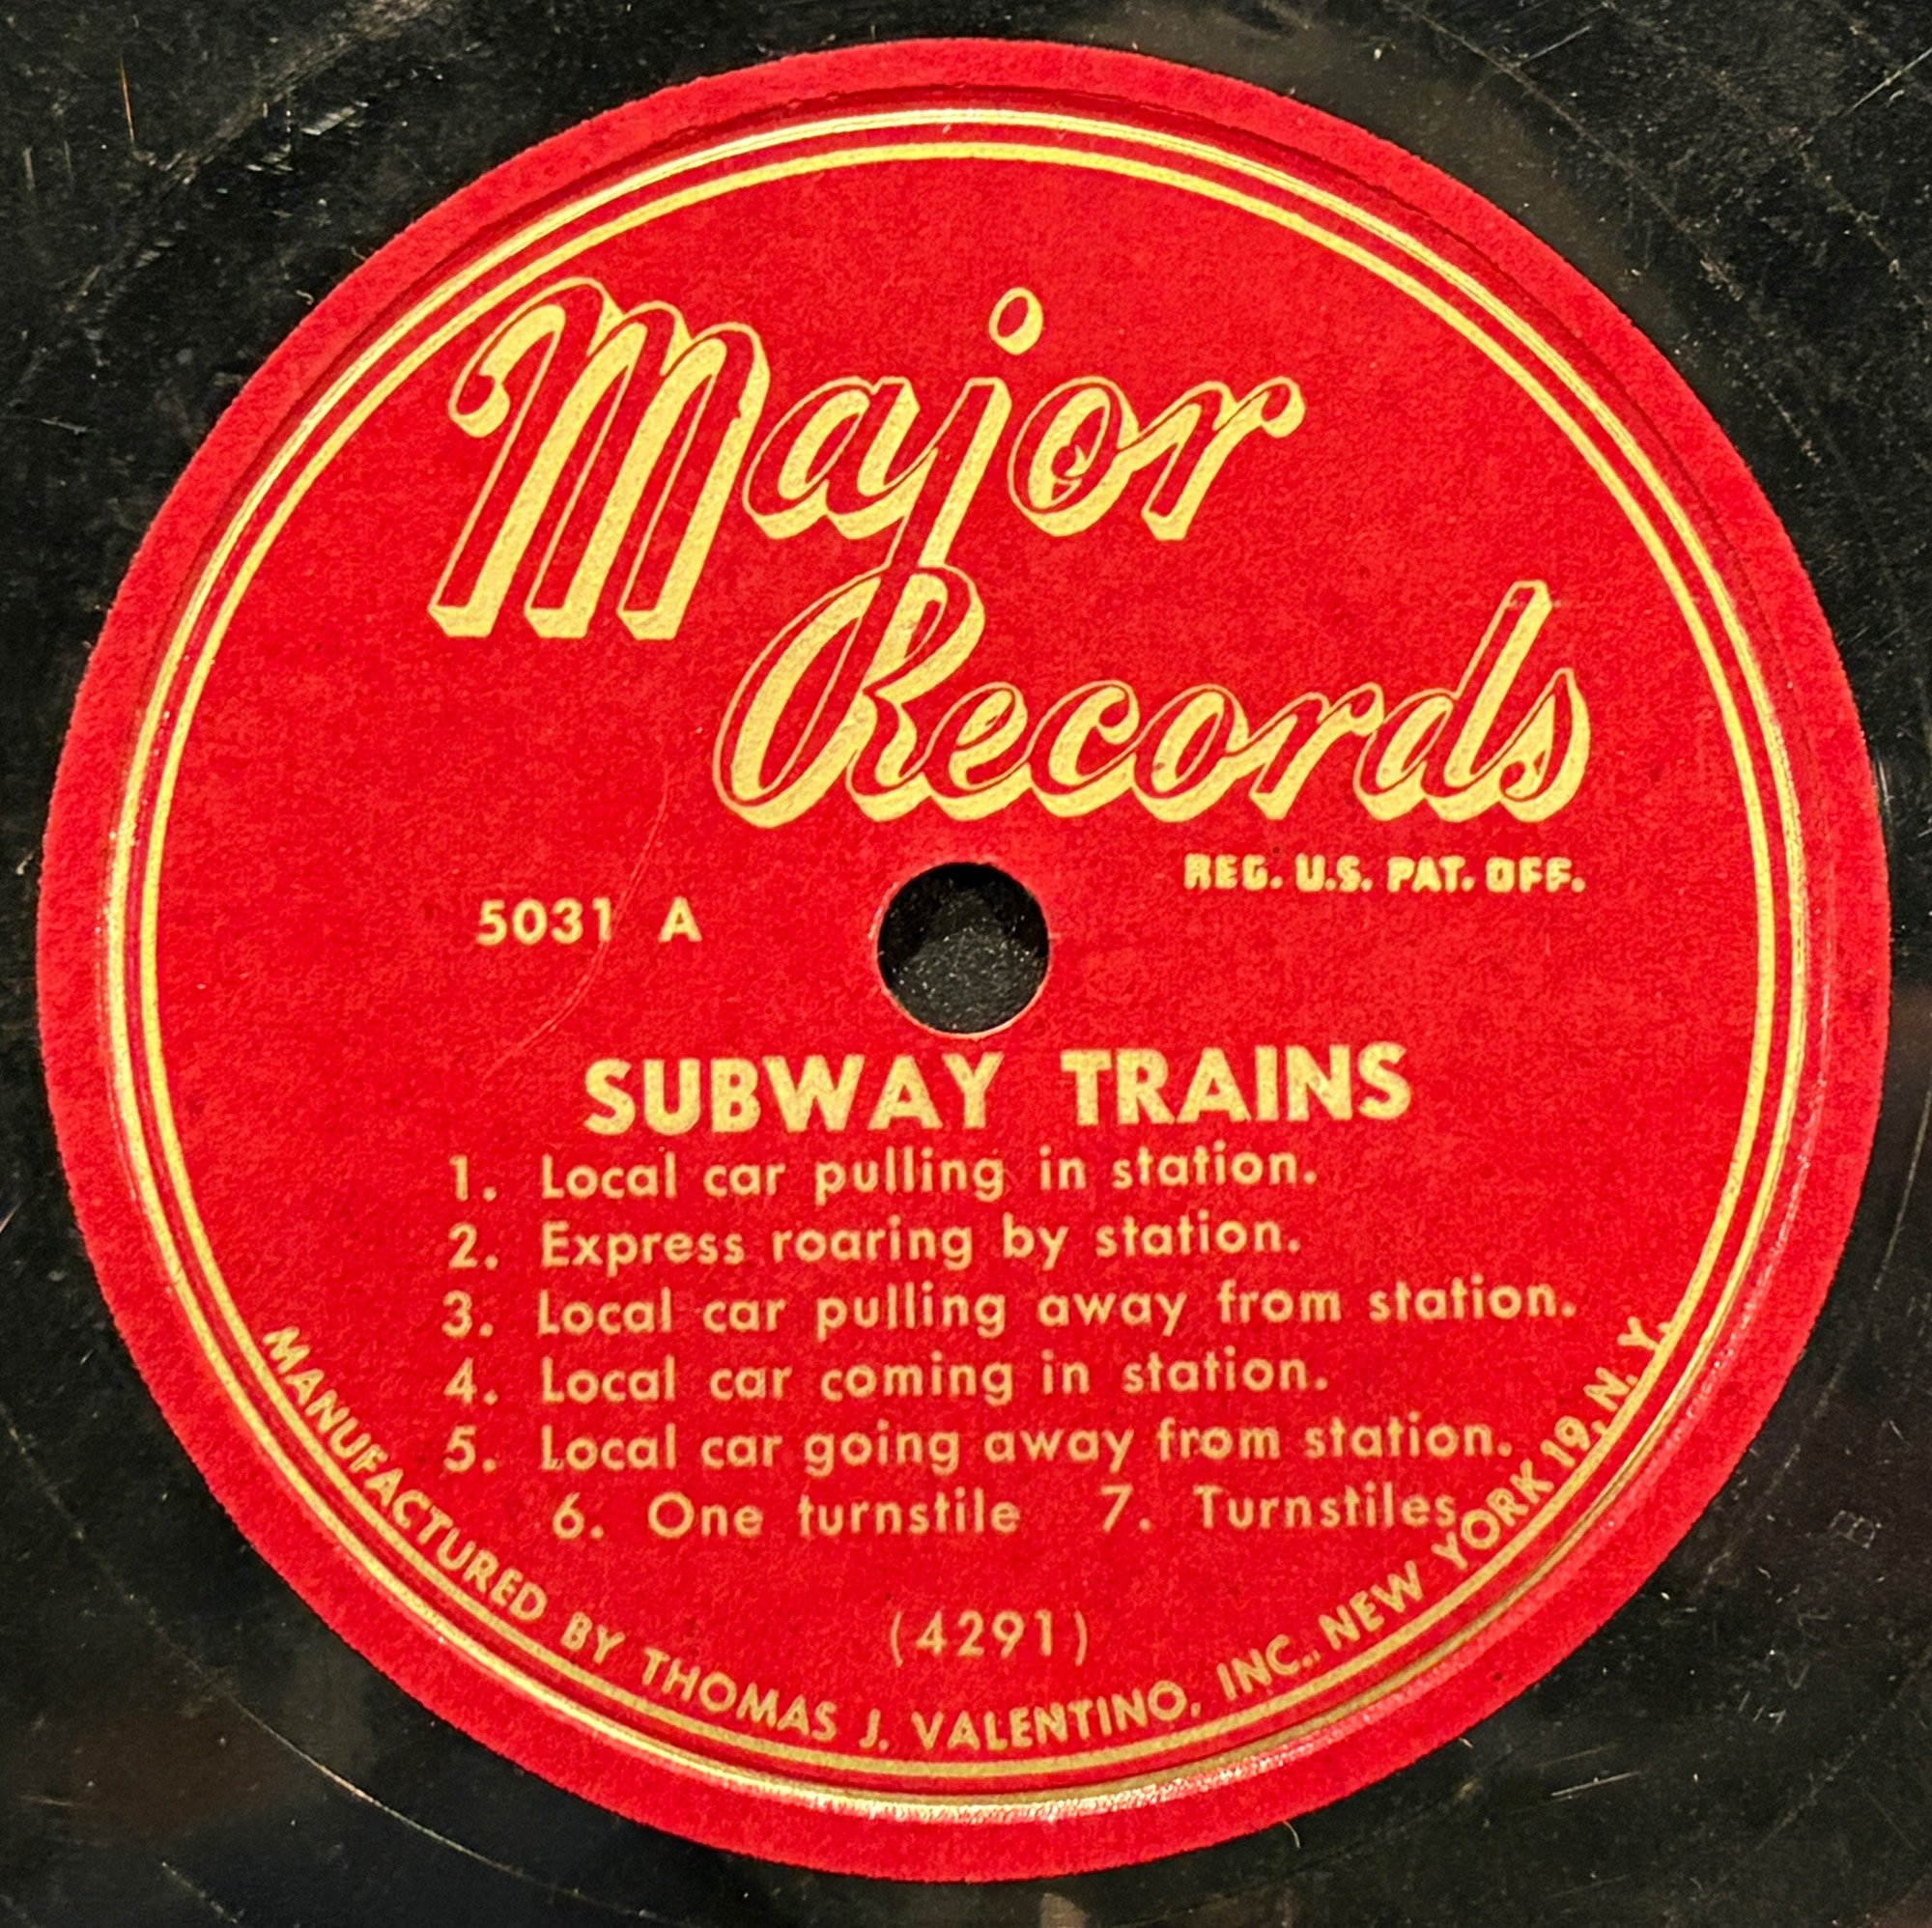 Major
Records
REG. U.S. PAT. OFF.
5031 A
SUBWAY TRAINS
1. Local car pulling in station.
2. Express roaring by station.
3. Local car pulling away from station.
4. Local car coming in station.
5. Local car going away from station.
6. One turnstile 7. Turnstiles
(4291)
MANUFACTURED BY THOMAS J. VALENTINO, INC., NEW YORK 19, N. Y.